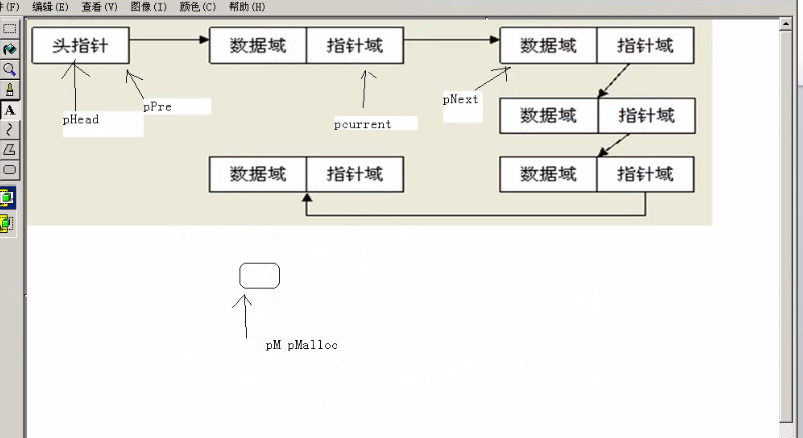 (F) 编辑(E) 查看(V) 图像(I) 颜色(C) 帮助(H)
头指针 数据域 指针域 数据域 指针域
pHead pPre pcurrent pNext
数据域 指针域
数据域 指针域 数据域 指针域
A
pM pMalloc